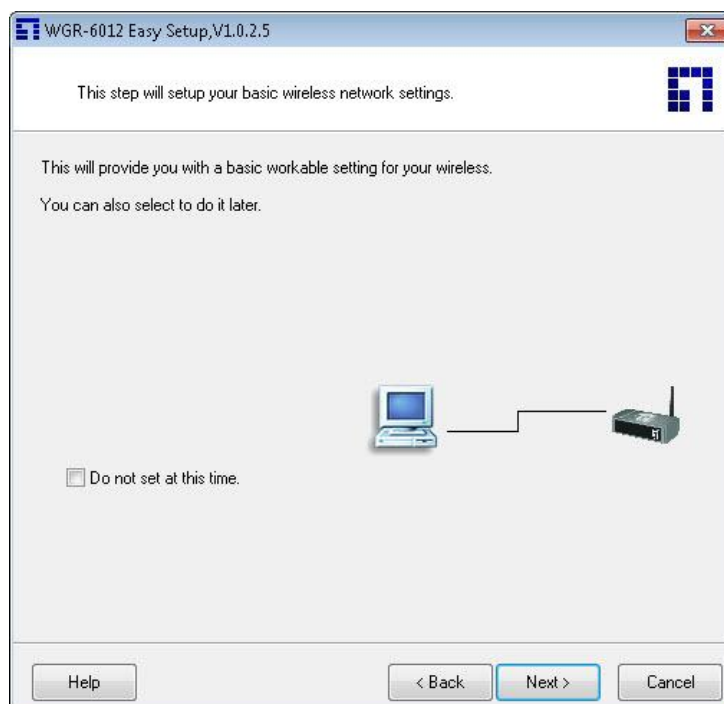 WGR-6012 Easy Setup,V1.0.2.5
This step will setup your basic wireless network settings.
This will provide you with a basic workable setting for your wireless.
You can also select to do it later.
Do not set at this time.
Help
< Back
Next >
Cancel